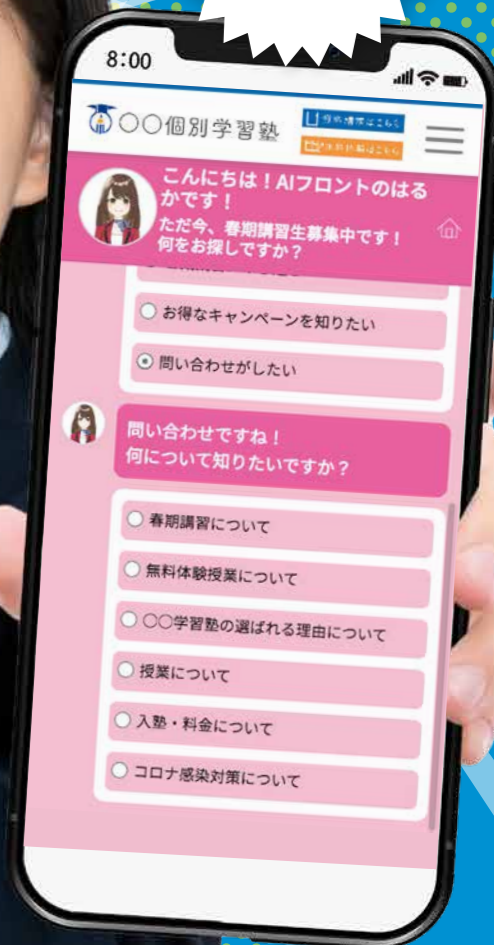 8:00
〇〇個別学習塾
こんにちは！AIフロントのはる
かです！
ただ今、春期講習生募集中です！
何をお探しですか？
お得なキャンペーンを知りたい
問い合わせがしたい
問い合わせですね！
何について知りたいですか？
春期講習について
無料体験授業について
〇〇学習塾の選ばれる理由について
授業について
入塾・料金について
コロナ感染対策について